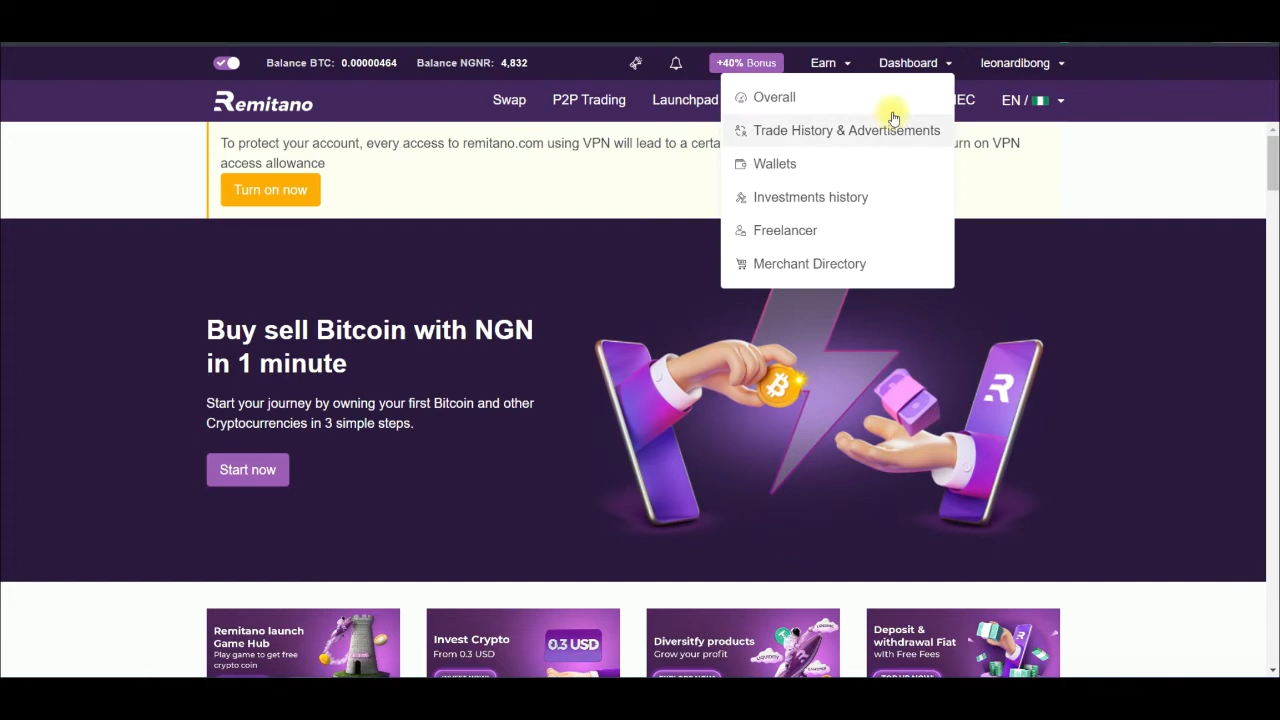 Balance BTC: 0.00000464 Balance NGNR: 4,832 +40% Bonus Earn Dashboard leonardibong
Remitano Swap P2P Trading Launchpad EN /
Overall
Trade History & Advertisements
Wallets
Investments history
Freelancer
Merchant Directory
To protect your account, every access to remitano.com using VPN will lead to a VPN
access allowance
Turn on now
Buy sell Bitcoin with NGN
in 1 minute
Start your journey by owning your first Bitcoin and other
Cryptocurrencies in 3 simple steps.
Start now
Remitano launch
Game Hub
Play game to get free
crypto coin
Invest Crypto
From 0.3 USD
0.3 USD
Diversitfy products
Grow your profit
Deposit &
withdrawal Fiat
with Free Fees